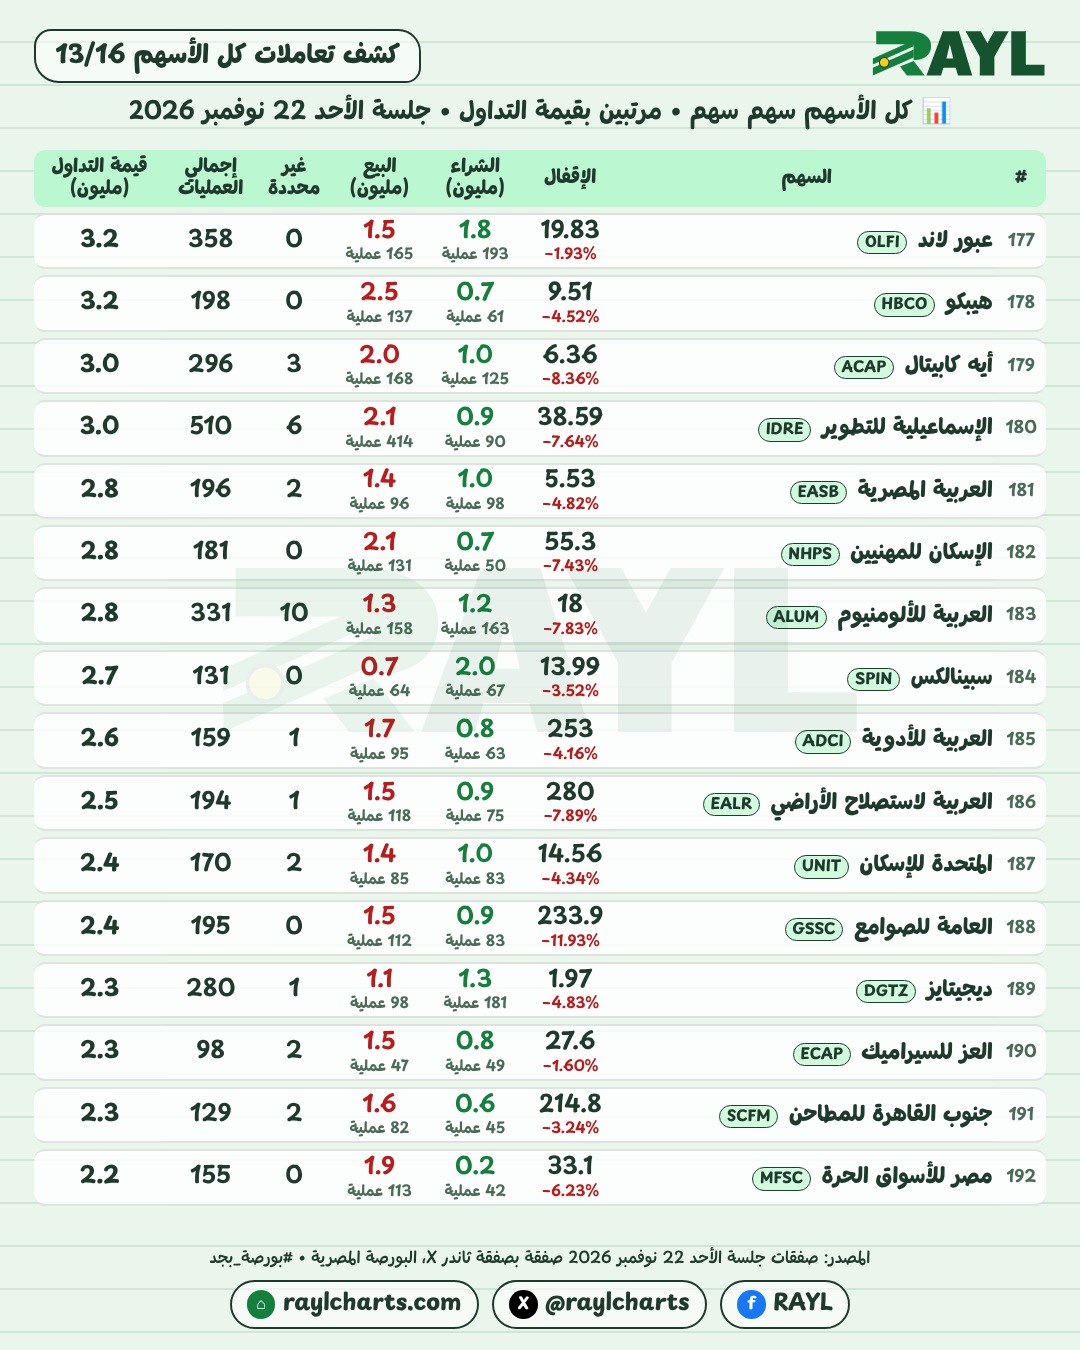 RAYL
كشف تعاملات كل الأسهم 13/16
📊 كل الأسهم سهم سهم • مرتبين بقيمة التداول • جلسة الأحد 22 نوفمبر 2026
# السهم الإقفال الشراء (مليون) البيع (مليون) غير محددة إجمالي العمليات قيمة التداول (مليون)
177 عبور لاند OLFI 19.83 1.8 1.5 0 358 3.2
-1.93% 193 عملية 165 عملية
178 هيبكو HBCO 9.51 0.7 2.5 0 198 3.2
-4.52% 61 عملية 137 عملية
179 أيه كابيتال ACAP 6.36 1.0 2.0 3 296 3.0
-8.36% 125 عملية 168 عملية
180 الإسماعيلية للتطوير IDRE 38.59 0.9 2.1 6 510 3.0
-7.64% 90 عملية 414 عملية
181 العربية المصرية EASB 5.53 1.0 1.4 2 196 2.8
-4.82% 98 عملية 96 عملية
182 الإسكان للمهنيين NHPS 55.3 0.7 2.1 0 181 2.8
-7.43% 50 عملية 131 عملية
183 العربية للألومنيوم ALUM 18 1.2 1.3 10 331 2.8
-7.83% 163 عملية 158 عملية
184 سبينالكس SPIN 13.99 2.0 0.7 0 131 2.7
-3.52% 67 عملية 64 عملية
185 العربية للأدوية ADCI 253 0.8 1.7 1 159 2.6
-4.16% 63 عملية 95 عملية
186 العربية لاستصلاح الأراضي EALR 280 0.9 1.5 1 194 2.5
-7.89% 75 عملية 118 عملية
187 المتحدة للإسكان UNIT 14.56 1.0 1.4 2 170 2.4
-4.34% 83 عملية 85 عملية
188 العامة للصوامع GSSC 233.9 0.9 1.5 0 195 2.4
-11.93% 83 عملية 112 عملية
189 ديجيتايز DGTZ 1.97 1.3 1.1 1 280 2.3
-4.83% 181 عملية 98 عملية
190 العز للسيراميك ECAP 27.6 0.8 1.5 2 98 2.3
-1.60% 49 عملية 47 عملية
191 جنوب القاهرة للمطاحن SCFM 214.8 0.6 1.6 2 129 2.3
-3.24% 45 عملية 82 عملية
192 مصر للأسواق الحرة MFSC 33.1 0.2 1.9 0 155 2.2
-6.23% 42 عملية 113 عملية
المصدر: صفقات جلسة الأحد 22 نوفمبر 2026 صفقة بصفقة ثاندر X، البورصة المصرية • #بورصة_بجد
raylcharts.com @raylcharts RAYL